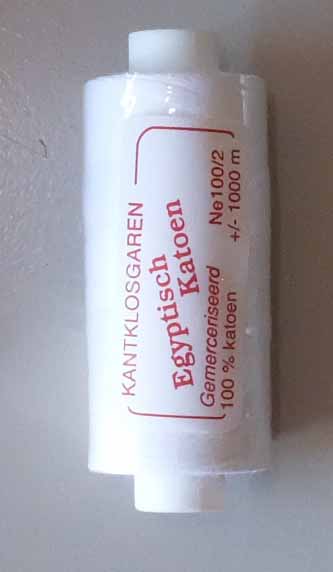 KANTKLOSGAREN
Egyptisch
Katoen
Gemerceriseerd Ne100/2
100 % katoen +/- 1000 m